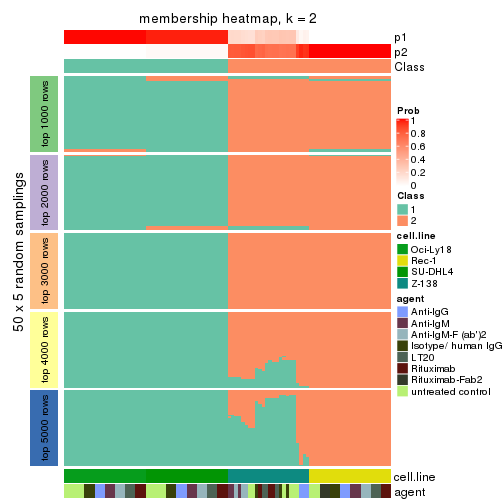 membership heatmap, k = 2
p1
p2
Class
50 x 5 random samplings
top 1000 rows
top 2000 rows
top 3000 rows
top 4000 rows
top 5000 rows
cell.line
agent
Prob
1
0.8
0.6
0.4
0.2
0
Class
1
2
cell.line
Oci-Ly18
Rec-1
SU-DHL4
Z-138
agent
Anti-IgG
Anti-IgM
Anti-IgM-F (ab')2
Isotype/ human IgG
LT20
Rituximab
Rituximab-Fab2
untreated control